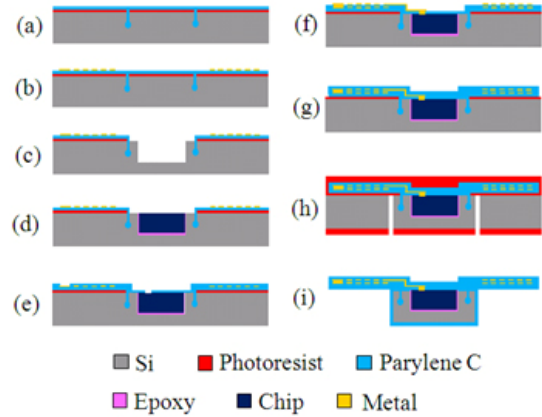 (a)
(b)
(c)
(d)
(e)
(f)
(g)
(h)
(i)
Si Photoresist Parylene C
Epoxy Chip Metal